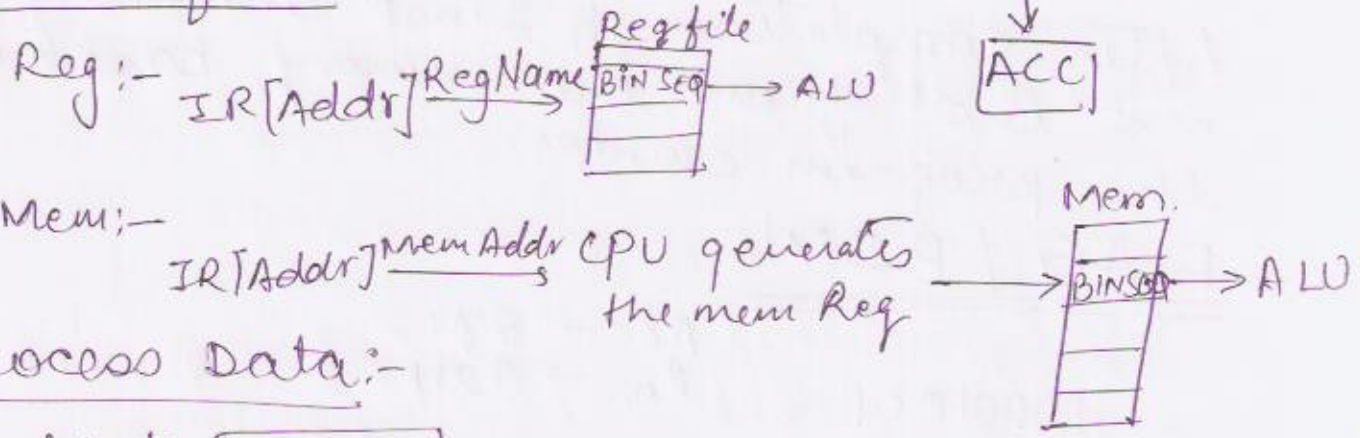 Regfile
Reg:- IR[Addr] RegName BIN SEQ ALU ACC
Mem.
Mem:- IR[Addr] Mem Addr CPU generates BINSEQ ALU
the mem Req
ocess Data:-